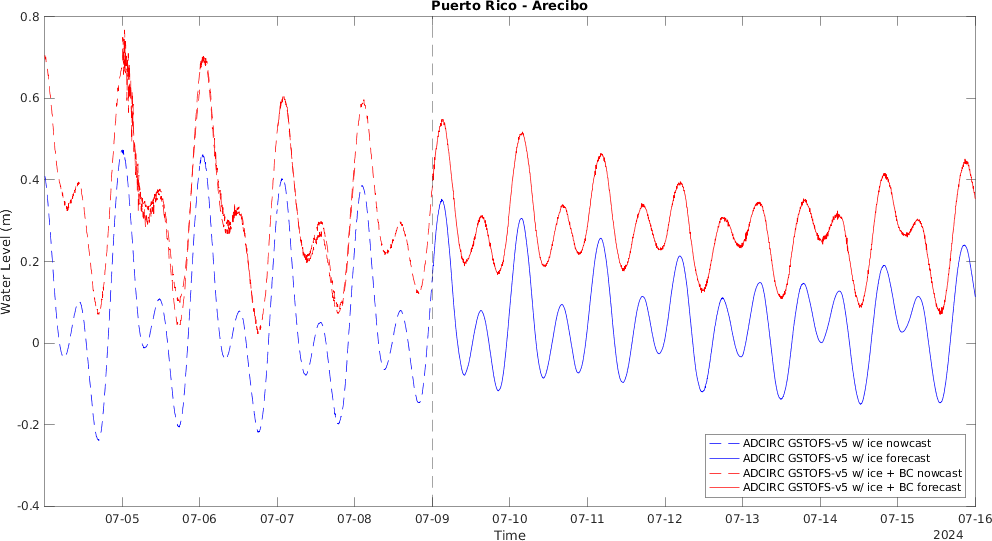 Puerto Rico - Arecibo
0.8
0.6
0.4
0.2
0
-0.2
-0.4
Water Level (m)
ADCIRC GSTOFS-v5 w/ ice nowcast
ADCIRC GSTOFS-v5 w/ ice forecast
ADCIRC GSTOFS-v5 w/ ice + BC nowcast
ADCIRC GSTOFS-v5 w/ ice + BC forecast
07-05 07-06 07-07 07-08 07-09 07-10 07-11 07-12 07-13 07-14 07-15 07-16
Time
2024